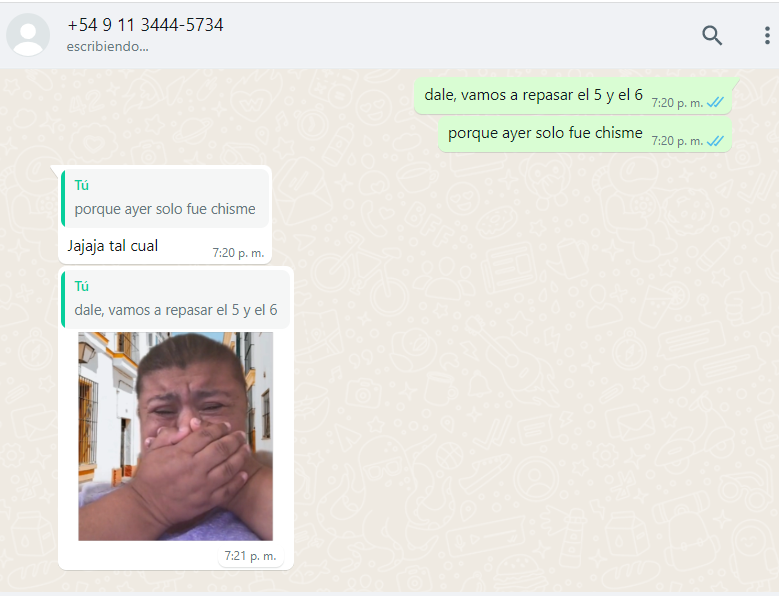 +54 9 11 3444-5734
escribiendo...
dale, vamos a repasar el 5 y el 6 7:20 p. m.
porque ayer solo fue chisme 7:20 p. m.
Tú
porque ayer solo fue chisme
Jajaja tal cual 7:20 p. m.
Tú
dale, vamos a repasar el 5 y el 6
7:21 p. m.